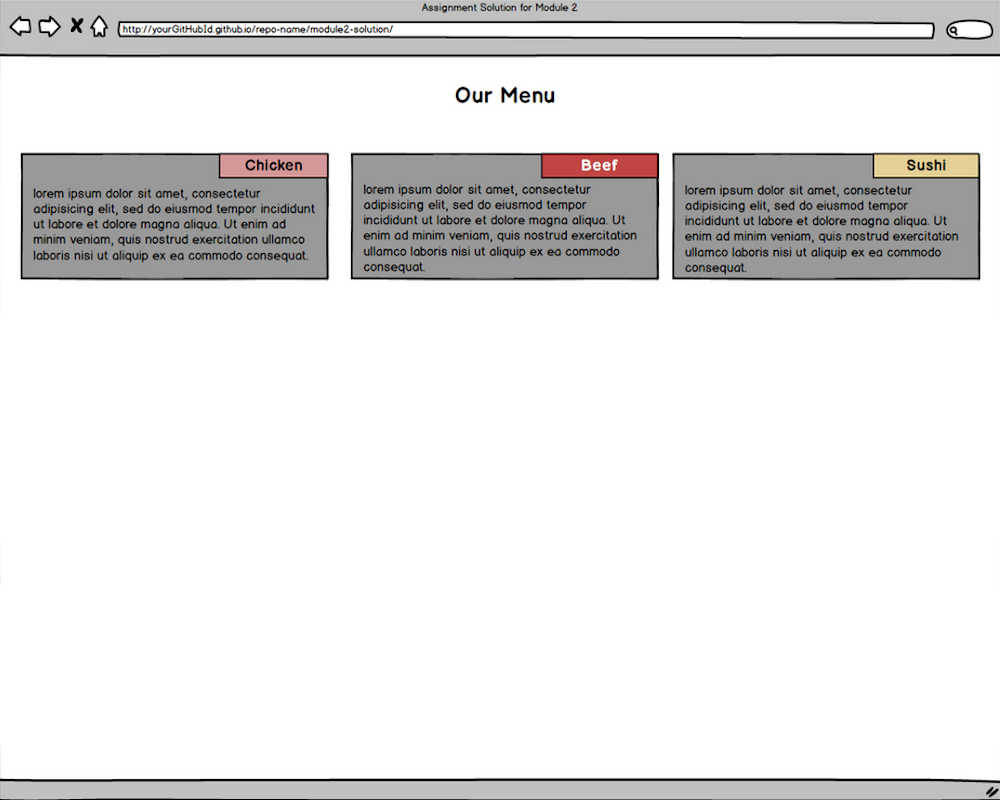 Assignment Solution for Module 2
http://yourGitHubId.github.io/repo-name/module2-solution/
Our Menu
Chicken
lorem ipsum dolor sit amet, consectetur
adipisicing elit, sed do eiusmod tempor incididunt
ut labore et dolore magna aliqua. Ut enim ad
minim veniam, quis nostrud exercitation ullamco
laboris nisi ut aliquip ex ea commodo consequat.
Beef
lorem ipsum dolor sit amet, consectetur
adipisicing elit, sed do eiusmod tempor
incididunt ut labore et dolore magna aliqua. Ut
enim ad minim veniam, quis nostrud exercitation
ullamco laboris nisi ut aliquip ex ea commodo
consequat.
Sushi
lorem ipsum dolor sit amet, consectetur
adipisicing elit, sed do eiusmod tempor
incididunt ut labore et dolore magna aliqua. Ut
enim ad minim veniam, quis nostrud exercitation
ullamco laboris nisi ut aliquip ex ea commodo
consequat.